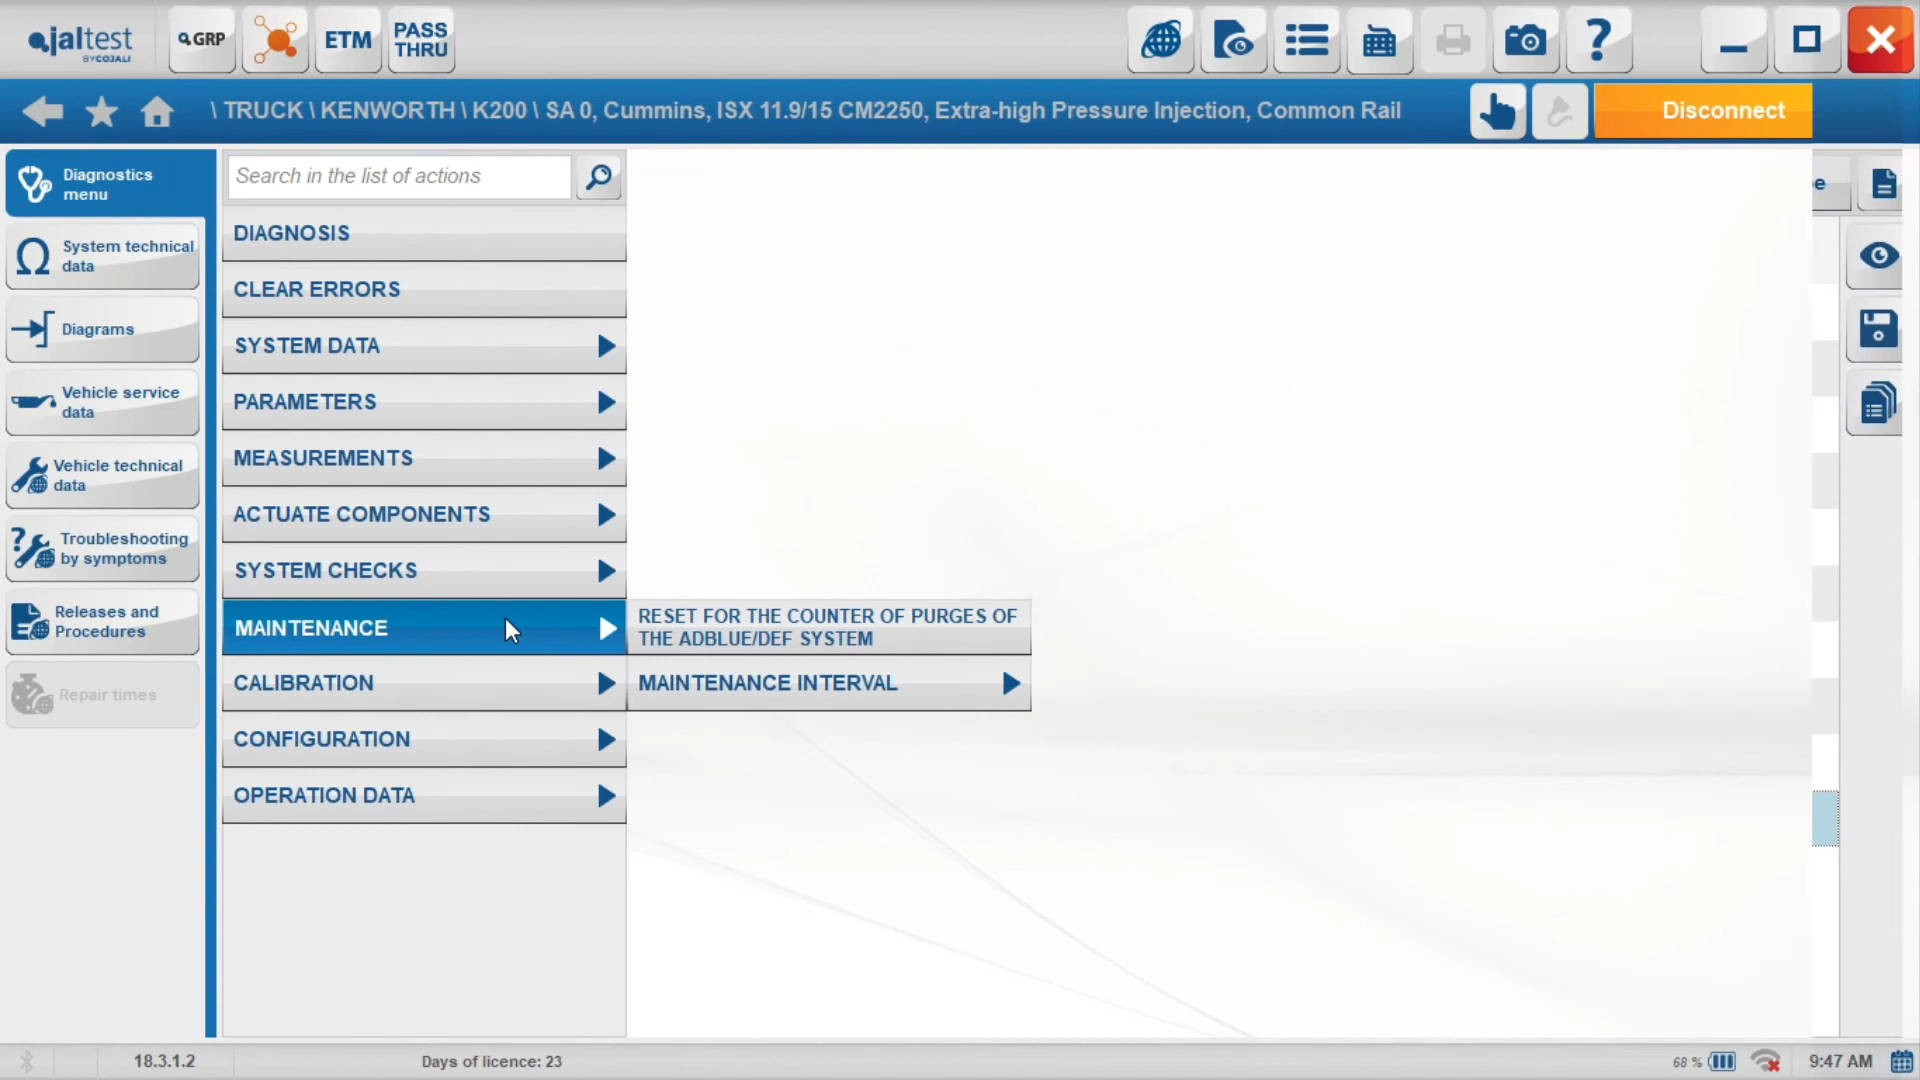 jaltest
BY COJALI
GRP
ETM
PASS
THRU
?
\ TRUCK \ KENWORTH \ K200 \ SA 0, Cummins, ISX 11.9/15 CM2250, Extra-high Pressure Injection, Common Rail
Disconnect
Diagnostics
menu
System technical
data
Diagrams
Vehicle service
data
Vehicle technical
data
Troubleshooting
by symptoms
Releases and
Procedures
Repair times
Search in the list of actions
DIAGNOSIS
CLEAR ERRORS
SYSTEM DATA
PARAMETERS
MEASUREMENTS
ACTUATE COMPONENTS
SYSTEM CHECKS
MAINTENANCE
CALIBRATION
CONFIGURATION
OPERATION DATA
RESET FOR THE COUNTER OF PURGES OF
THE ADBLUE/DEF SYSTEM
MAINTENANCE INTERVAL
e
18.3.1.2
Days of licence: 23
68 %
9:47 AM